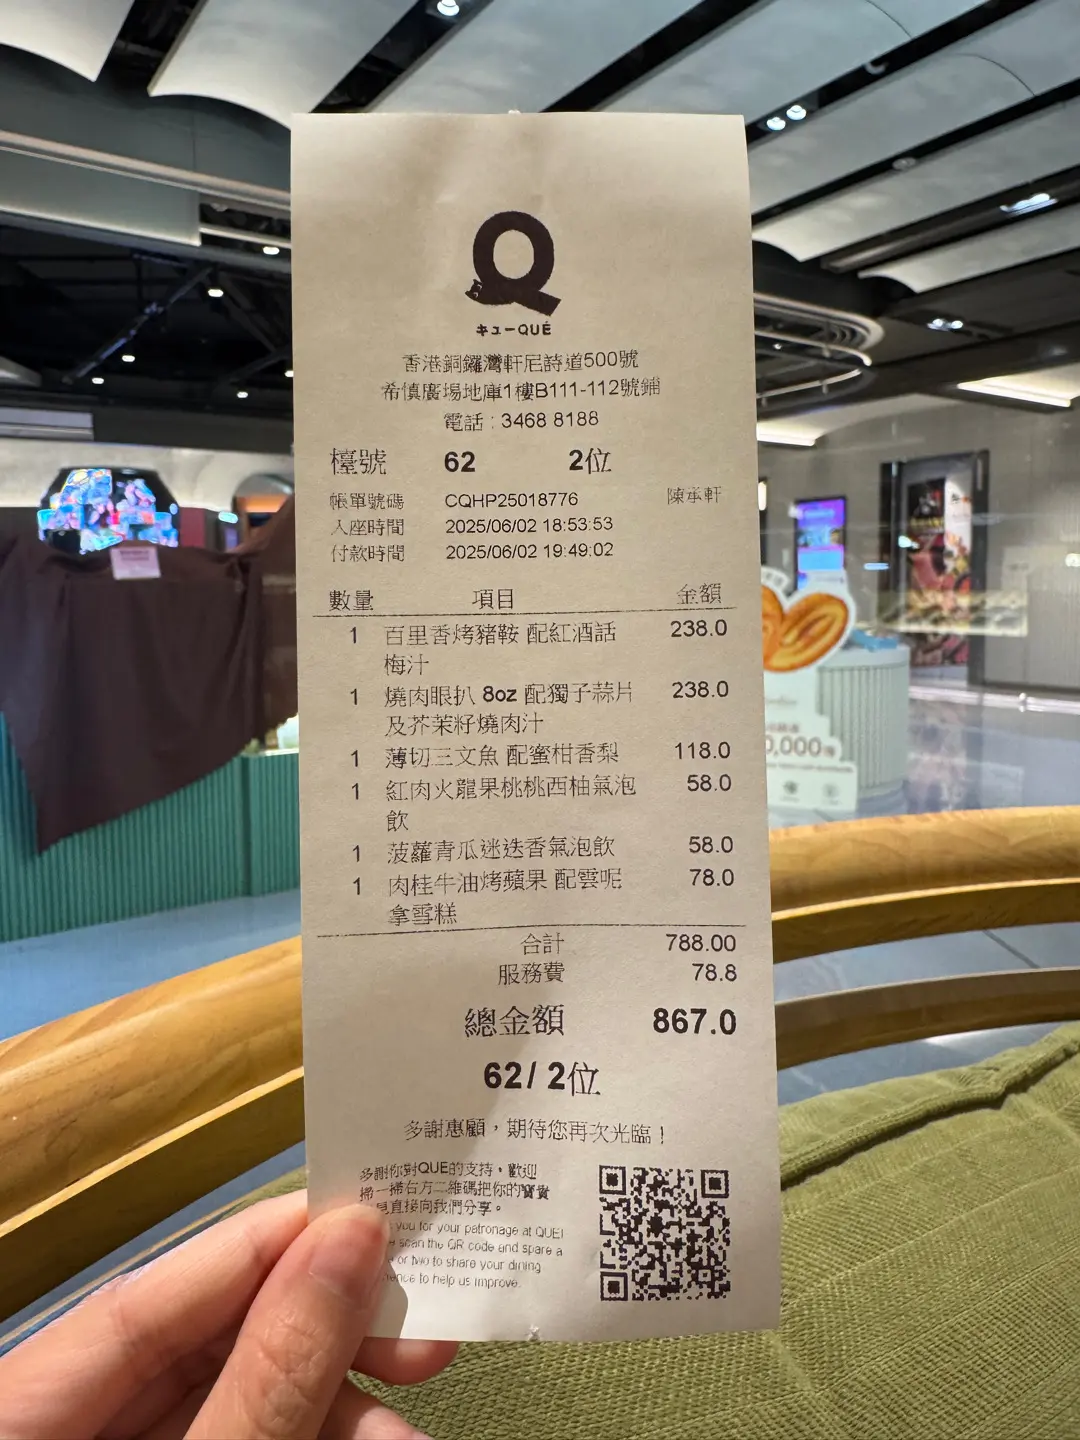 Q
キューQUÉ
香港銅鑼灣軒尼詩道500號
希慎廣場地庫1樓B111-112號鋪
電話 : 3468 8188
檯號 62 2位
帳單號碼 CQHP25018776 陳承軒
入座時間 2025/06/02 18:53:53
付款時間 2025/06/02 19:49:02
數量 項目 金額
1 百里香烤豬鞍 配紅酒話 238.0
梅汁
1 燒肉眼扒 8oz 配獨子蒜片 238.0
及芥茉籽燒肉汁
1 薄切三文魚 配蜜柑香梨 118.0
1 紅肉火龍果桃桃西柚氣泡 58.0
飲
1 菠蘿青瓜迷迭香氣泡飲 58.0
1 肉桂牛油烤蘋果 配雲呢 78.0
拿雪糕
合計 788.00
服務費 78.8
總金額 867.0
62/ 2位
多謝惠顧，期待您再次光臨！
多謝你對QUE的支持，歡迎
掃一掃右方二維碼把你的寶貴
見直接向我們分享。
you for your patronage at QUE!
scan the QR code and spare a
or two to share your dining
to help us improve.
0,000